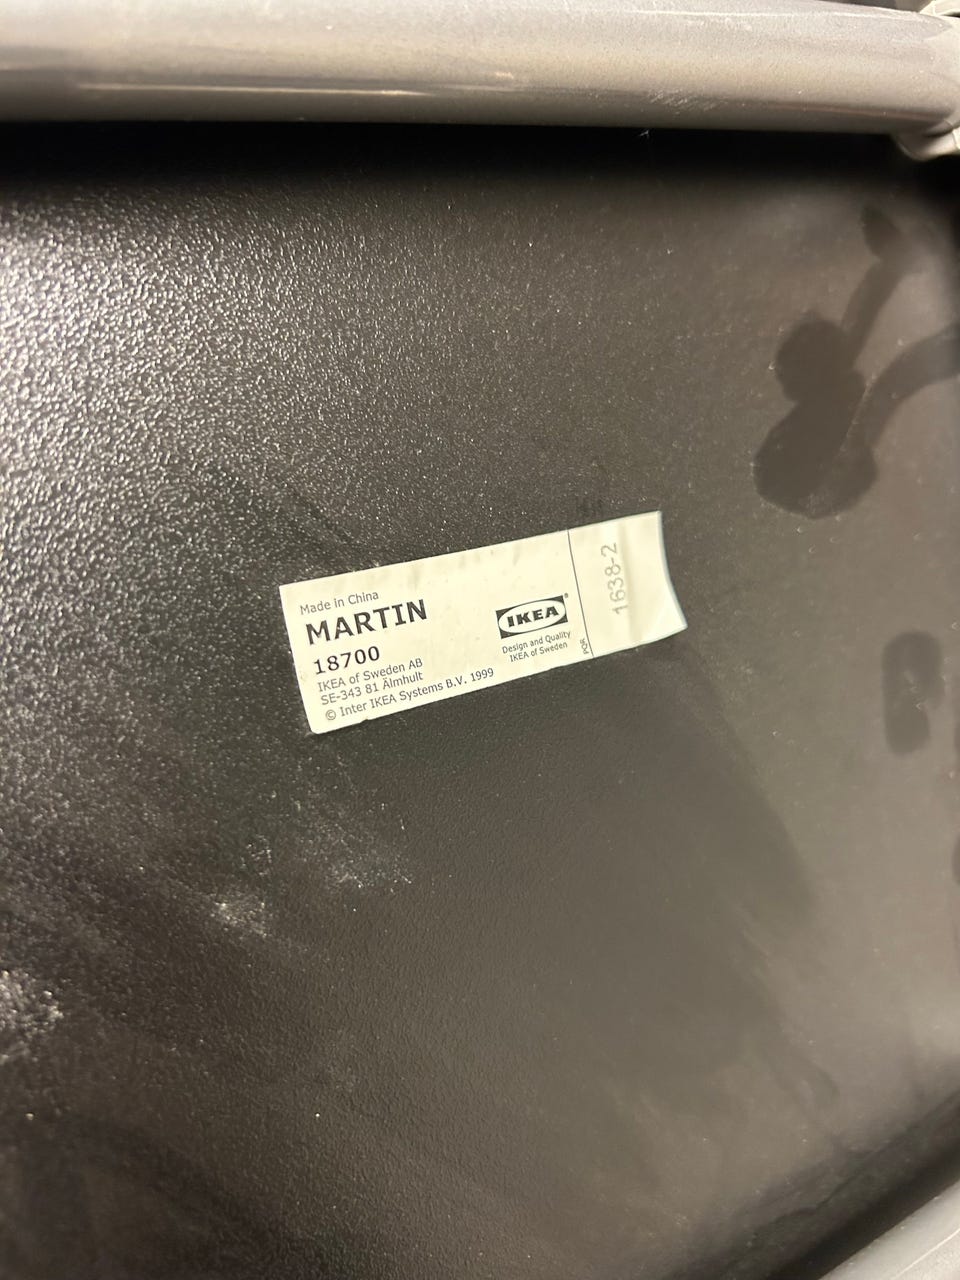 Made in China
MARTIN
18700
IKEA of Sweden AB
SE-343 81 Älmhult
© Inter IKEA Systems B.V. 1999
IKEA®
Design and Quality
IKEA of Sweden
PQR
1638-2